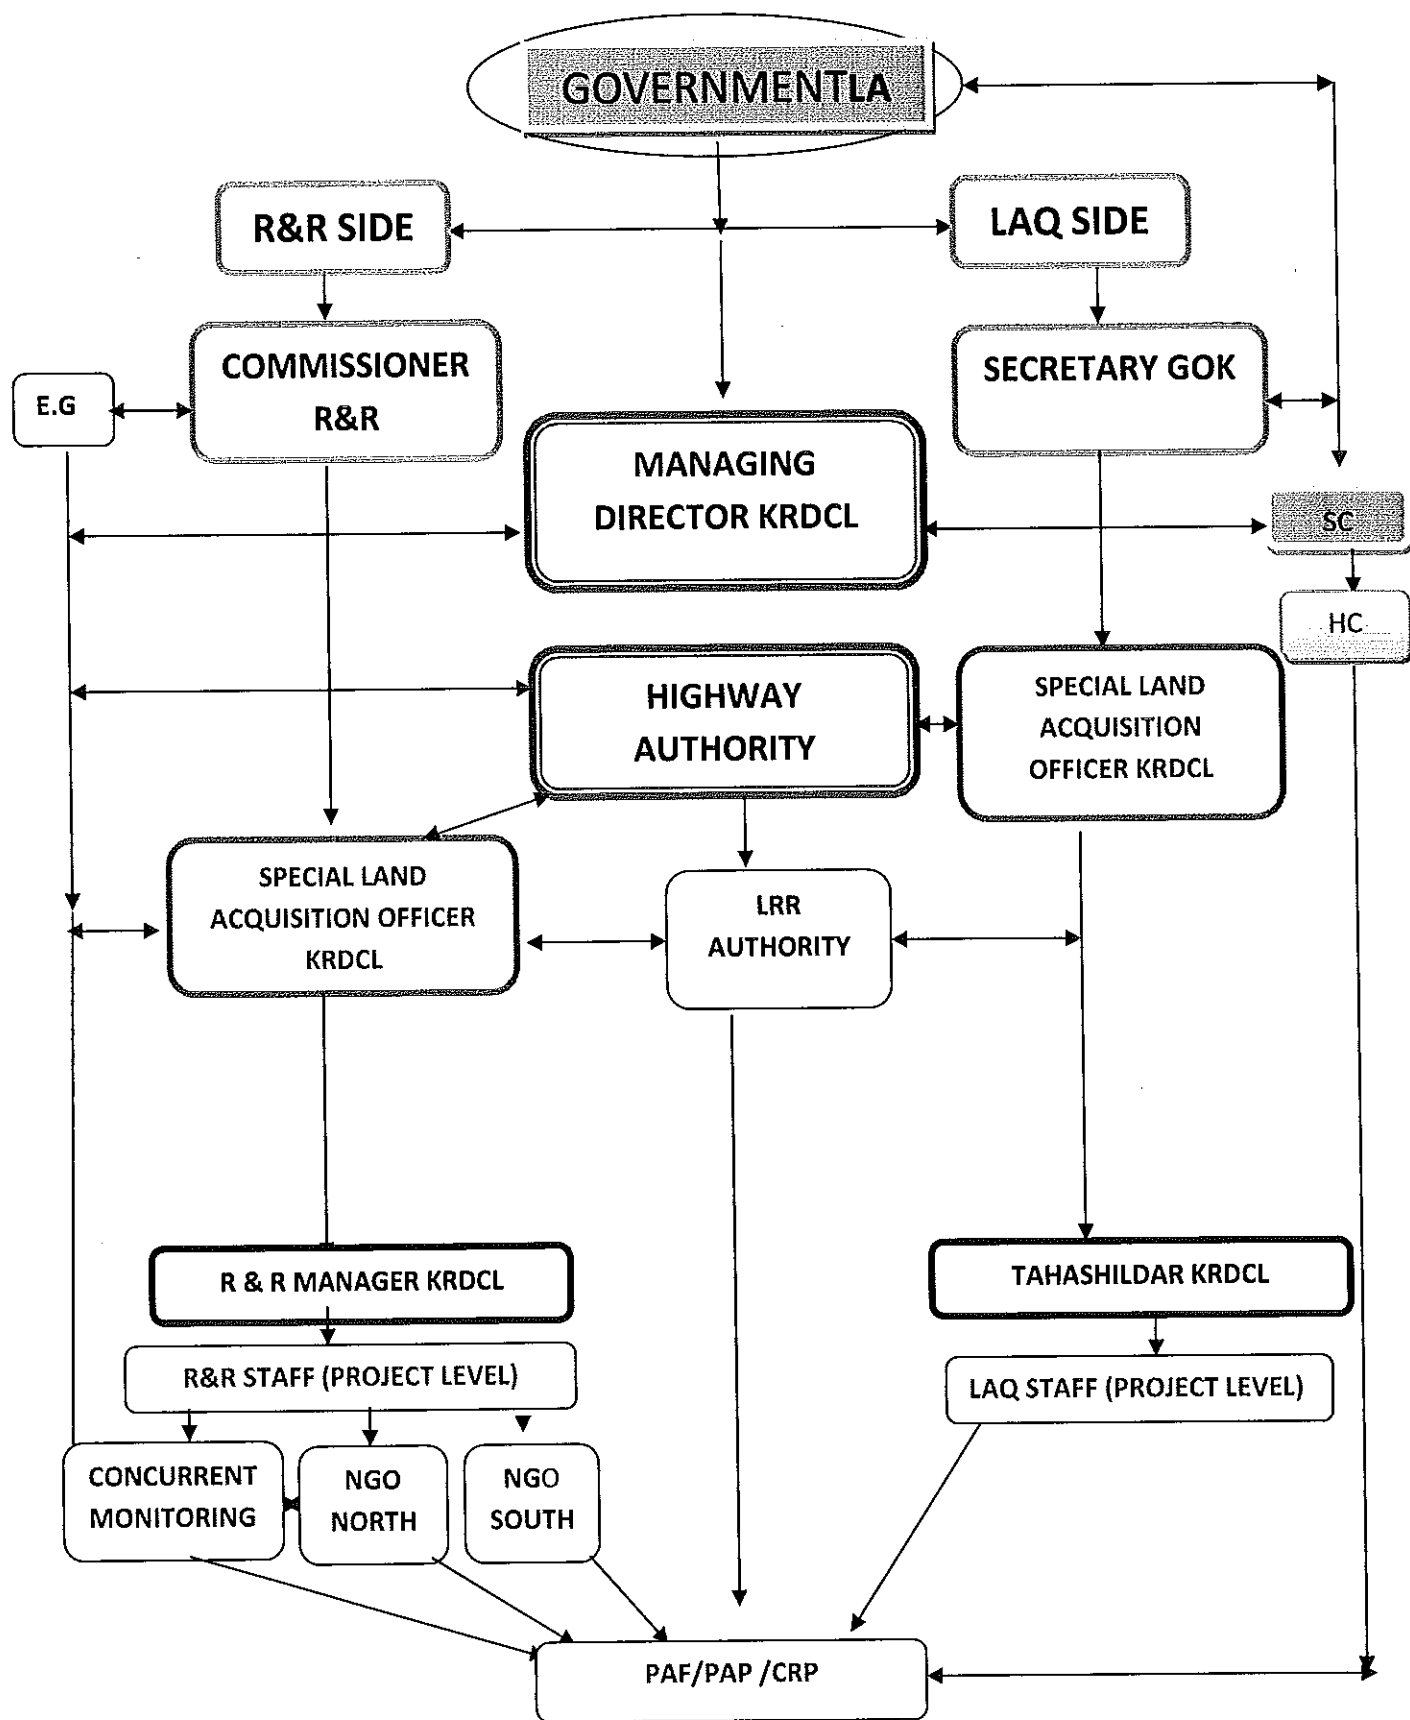 GOVERNMENTLA
R&R SIDE
LAQ SIDE
COMMISSIONER
R&R
SECRETARY GOK
E.G
MANAGING
DIRECTOR KRDCL
SC
HC
HIGHWAY
AUTHORITY
SPECIAL LAND
ACQUISITION
OFFICER KRDCL
SPECIAL LAND
ACQUISITION OFFICER
KRDCL
LRR
AUTHORITY
R & R MANAGER KRDCL
TAHASHILDAR KRDCL
R&R STAFF (PROJECT LEVEL)
LAQ STAFF (PROJECT LEVEL)
CONCURRENT
MONITORING
NGO
NORTH
NGO
SOUTH
PAF/PAP /CRP